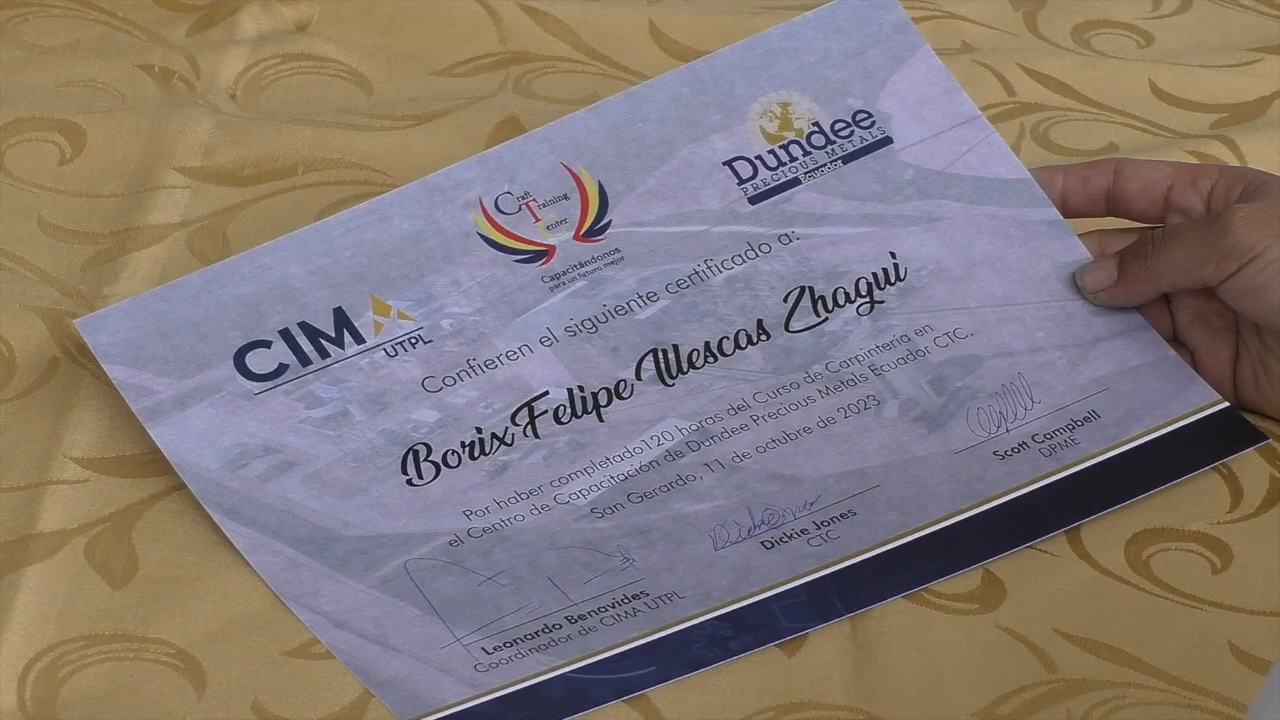 CIMA
UTPL
Craft
Training
Center
Capacitándonos
para un futuro mejor
Dundee
PRECIOUS METALS
Ecuador
Confieren el siguiente certificado a:
Borix Felipe Illescas Zhagui
Por haber completado120 horas del Curso de Carpintería en
el Centro de Capacitación de Dundee Precious Metals Ecuador CTC.
San Gerardo, 11 de octubre de 2023
Leonardo Benavides
Coordinador de CIMA UTPL
Dickie Jones
CTC
Scott Campbell
DPME